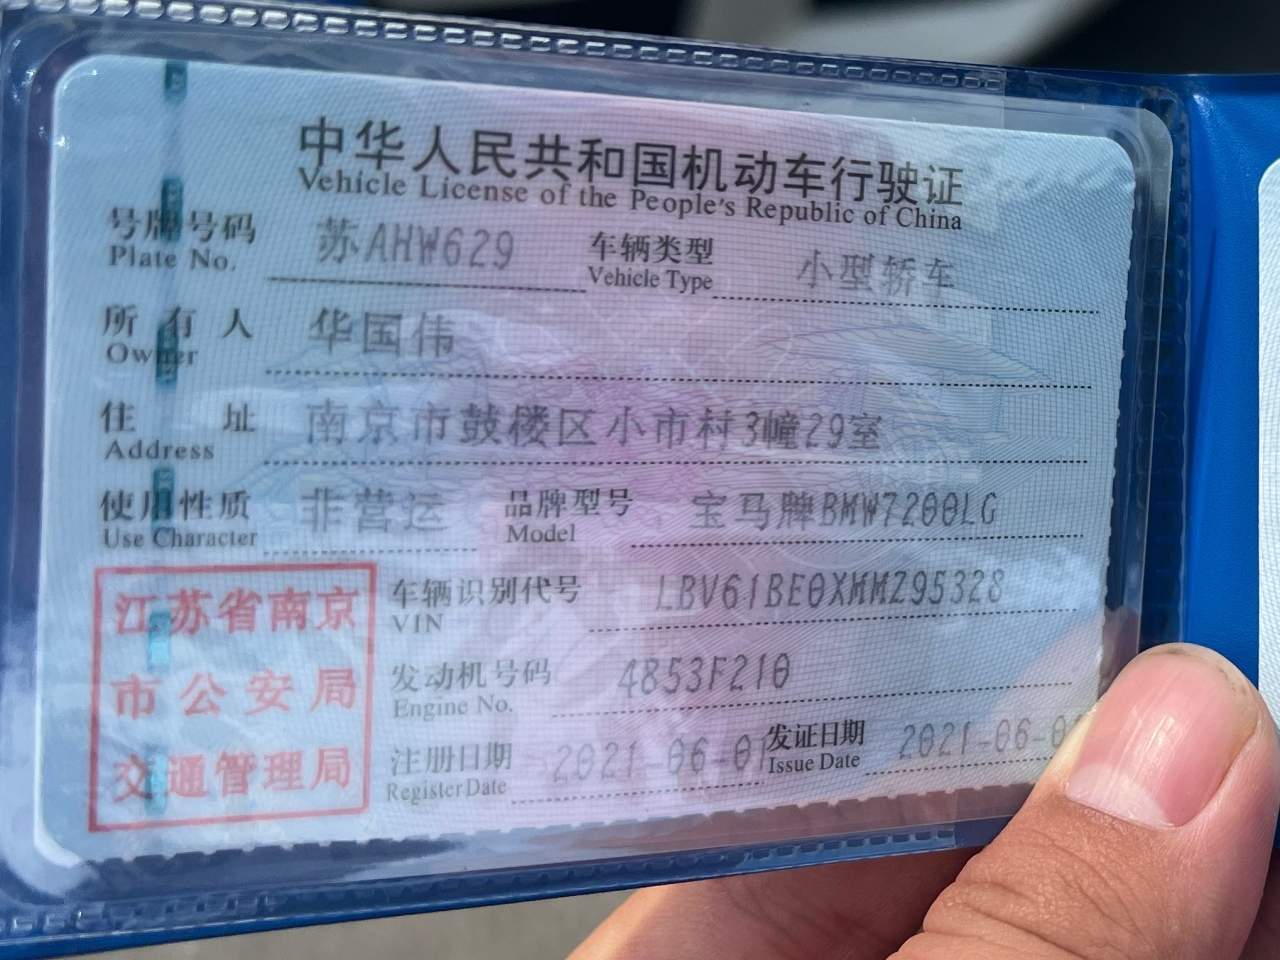 中华人民共和国机动车行驶证
Vehicle License of the People's Republic of China
号牌号码 苏AHW629 车辆类型 小型轿车
Plate No. Vehicle Type
所有人 华国伟
Owner
住址 南京市鼓楼区小市村3幢29室
Address
使用性质 非营运 品牌型号 宝马牌BMW7200LG
Use Character Model
江苏省南京
市公安局
交通管理局
车辆识别代号 LBV61BE0XMMZ95328
VIN
发动机号码 4853F210
Engine No.
注册日期 2021-06-01 发证日期 2021-06-0
Register Date Issue Date